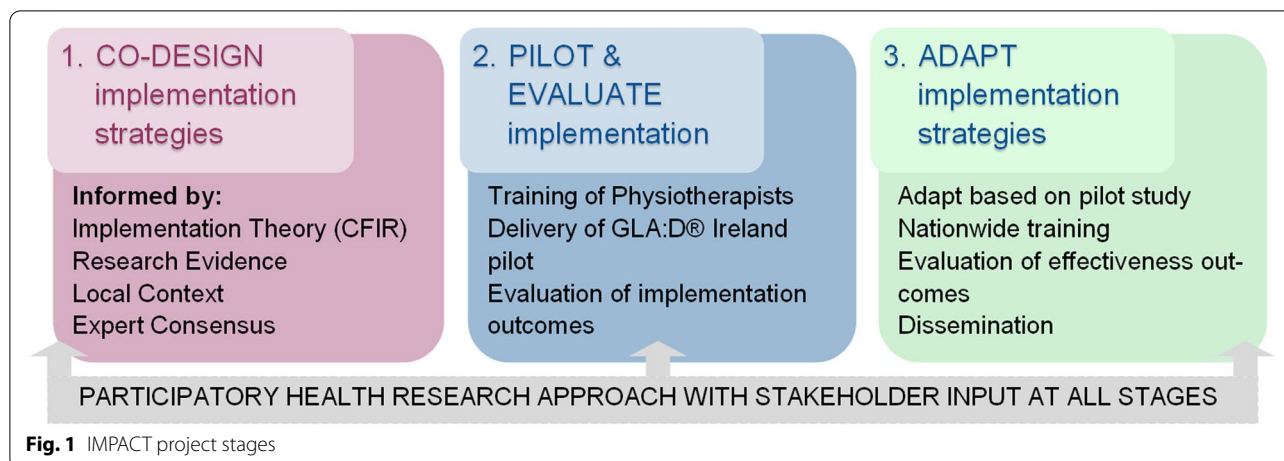 1. CO-DESIGN
implementation
strategies
Informed by:
Implementation Theory (CFIR)
Research Evidence
Local Context
Expert Consensus
2. PILOT &
EVALUATE
implementation
Training of Physiotherapists
Delivery of GLA:D® Ireland
pilot
Evaluation of implementation
outcomes
3. ADAPT
implementation
strategies
Adapt based on pilot study
Nationwide training
Evaluation of effectiveness out-
comes
Dissemination
PARTICIPATORY HEALTH RESEARCH APPROACH WITH STAKEHOLDER INPUT AT ALL STAGES
Fig. 1 IMPACT project stages